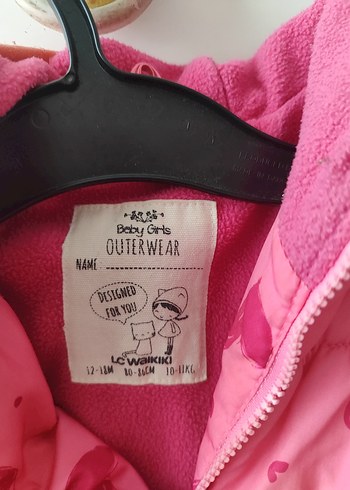 Baby Girls
OUTERWEAR
NAME
DESIGNED
FOR YOU
LC WAIKIKI
12-18M 80-86CM 10-11KG